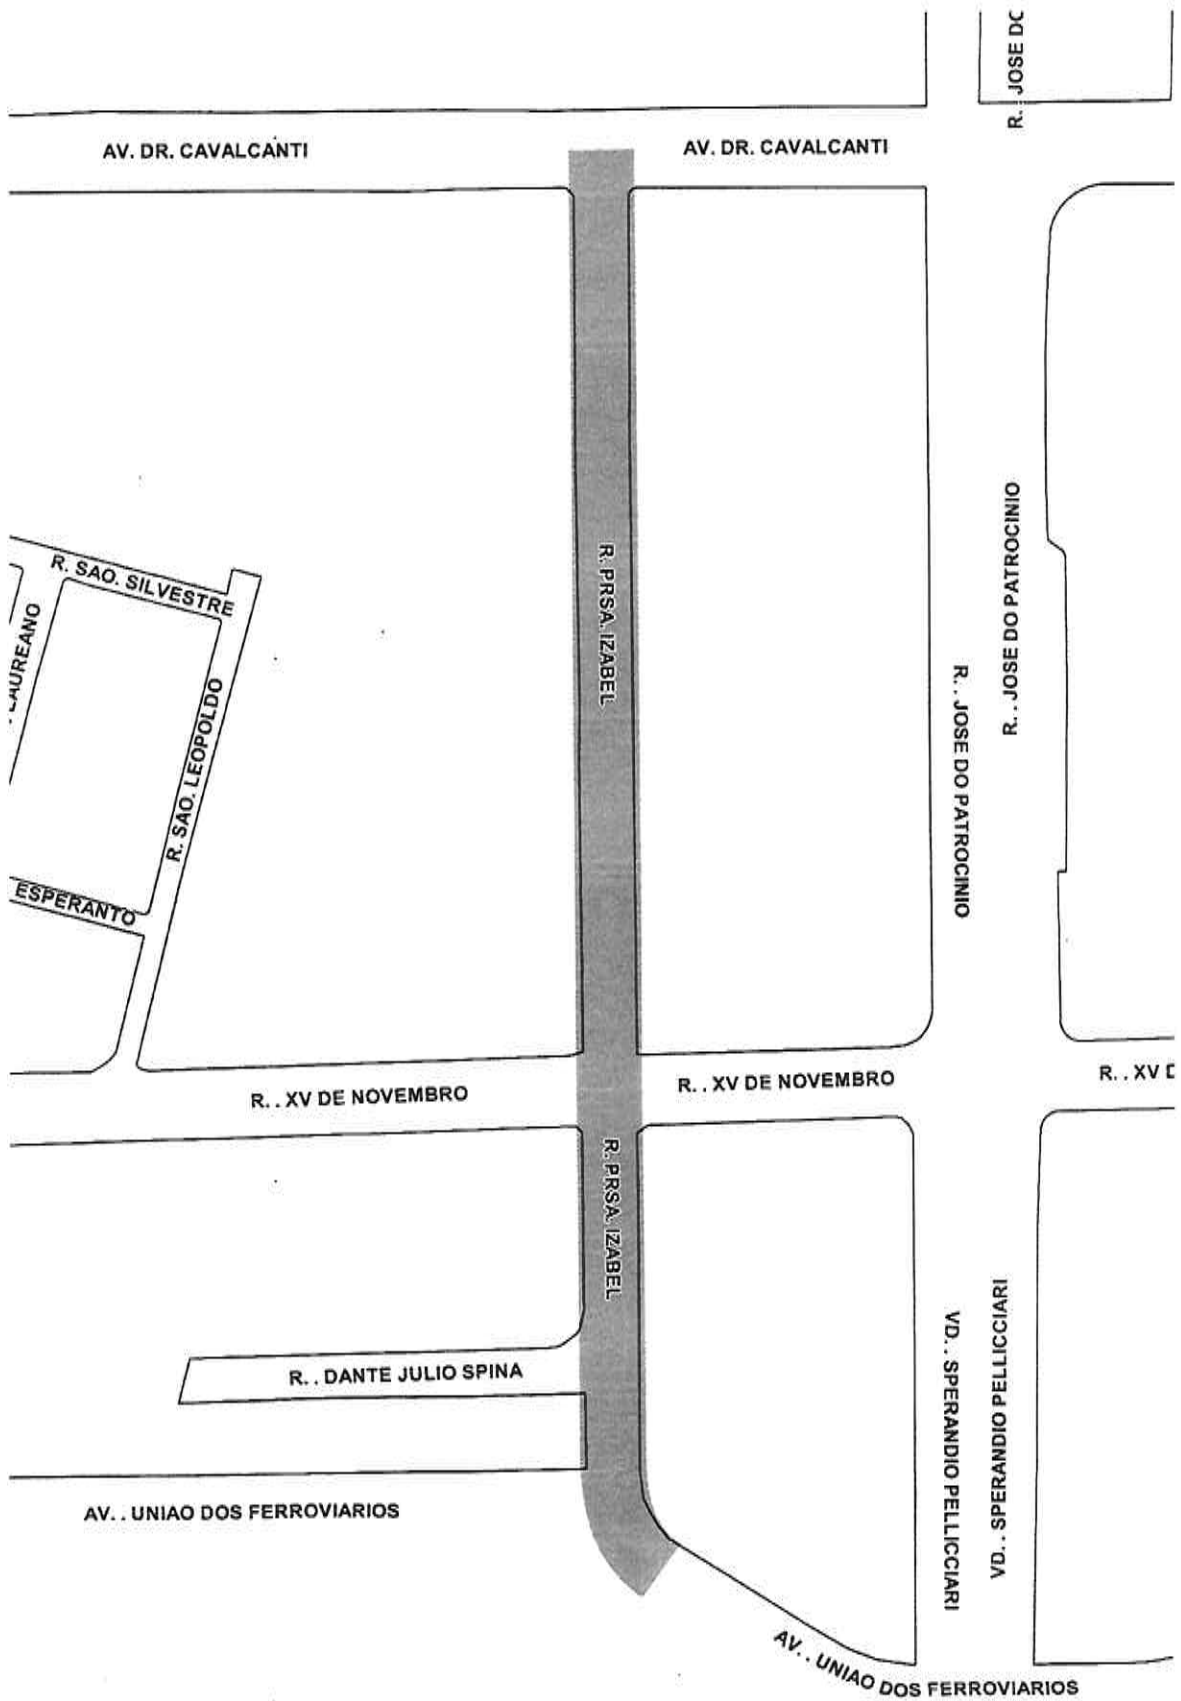 R. . JOSE DO
AV. DR. CAVALCANTI
AV. DR. CAVALCANTI
R. SAO. SILVESTRE
LAUREANO
R. SAO. LEOPOLDO
ESPERANTO
R. PRSA. IZABEL
R. . JOSE DO PATROCINIO
R. . JOSE DO PATROCINIO
R. . XV DE NOVEMBRO
R. . XV DE NOVEMBRO
R. . XV D
R. PRSA. IZABEL
R. . DANTE JULIO SPINA
VD. . SPERANDIO PELLICCIARI
VD. . SPERANDIO PELLICCIARI
AV. . UNIAO DOS FERROVIARIOS
AV. . UNIAO DOS FERROVIARIOS